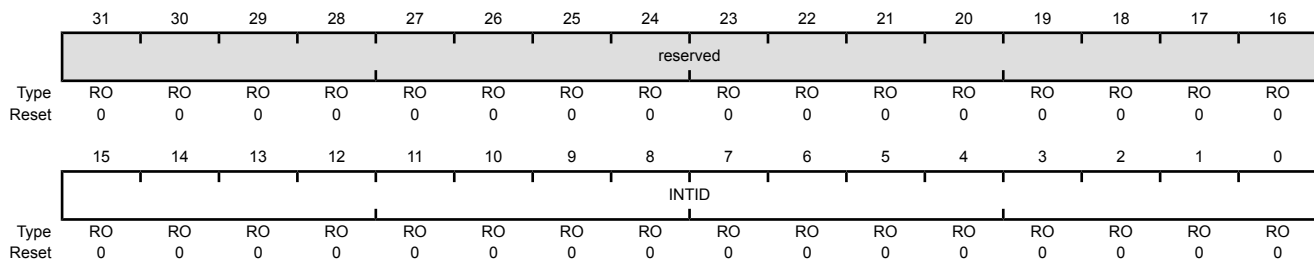 31 30 29 28 27 26 25 24 23 22 21 20 19 18 17 16
reserved
Type RO RO RO RO RO RO RO RO RO RO RO RO RO RO RO RO
Reset 0 0 0 0 0 0 0 0 0 0 0 0 0 0 0 0
15 14 13 12 11 10 9 8 7 6 5 4 3 2 1 0
INTID
Type RO RO RO RO RO RO RO RO RO RO RO RO RO RO RO RO
Reset 0 0 0 0 0 0 0 0 0 0 0 0 0 0 0 0